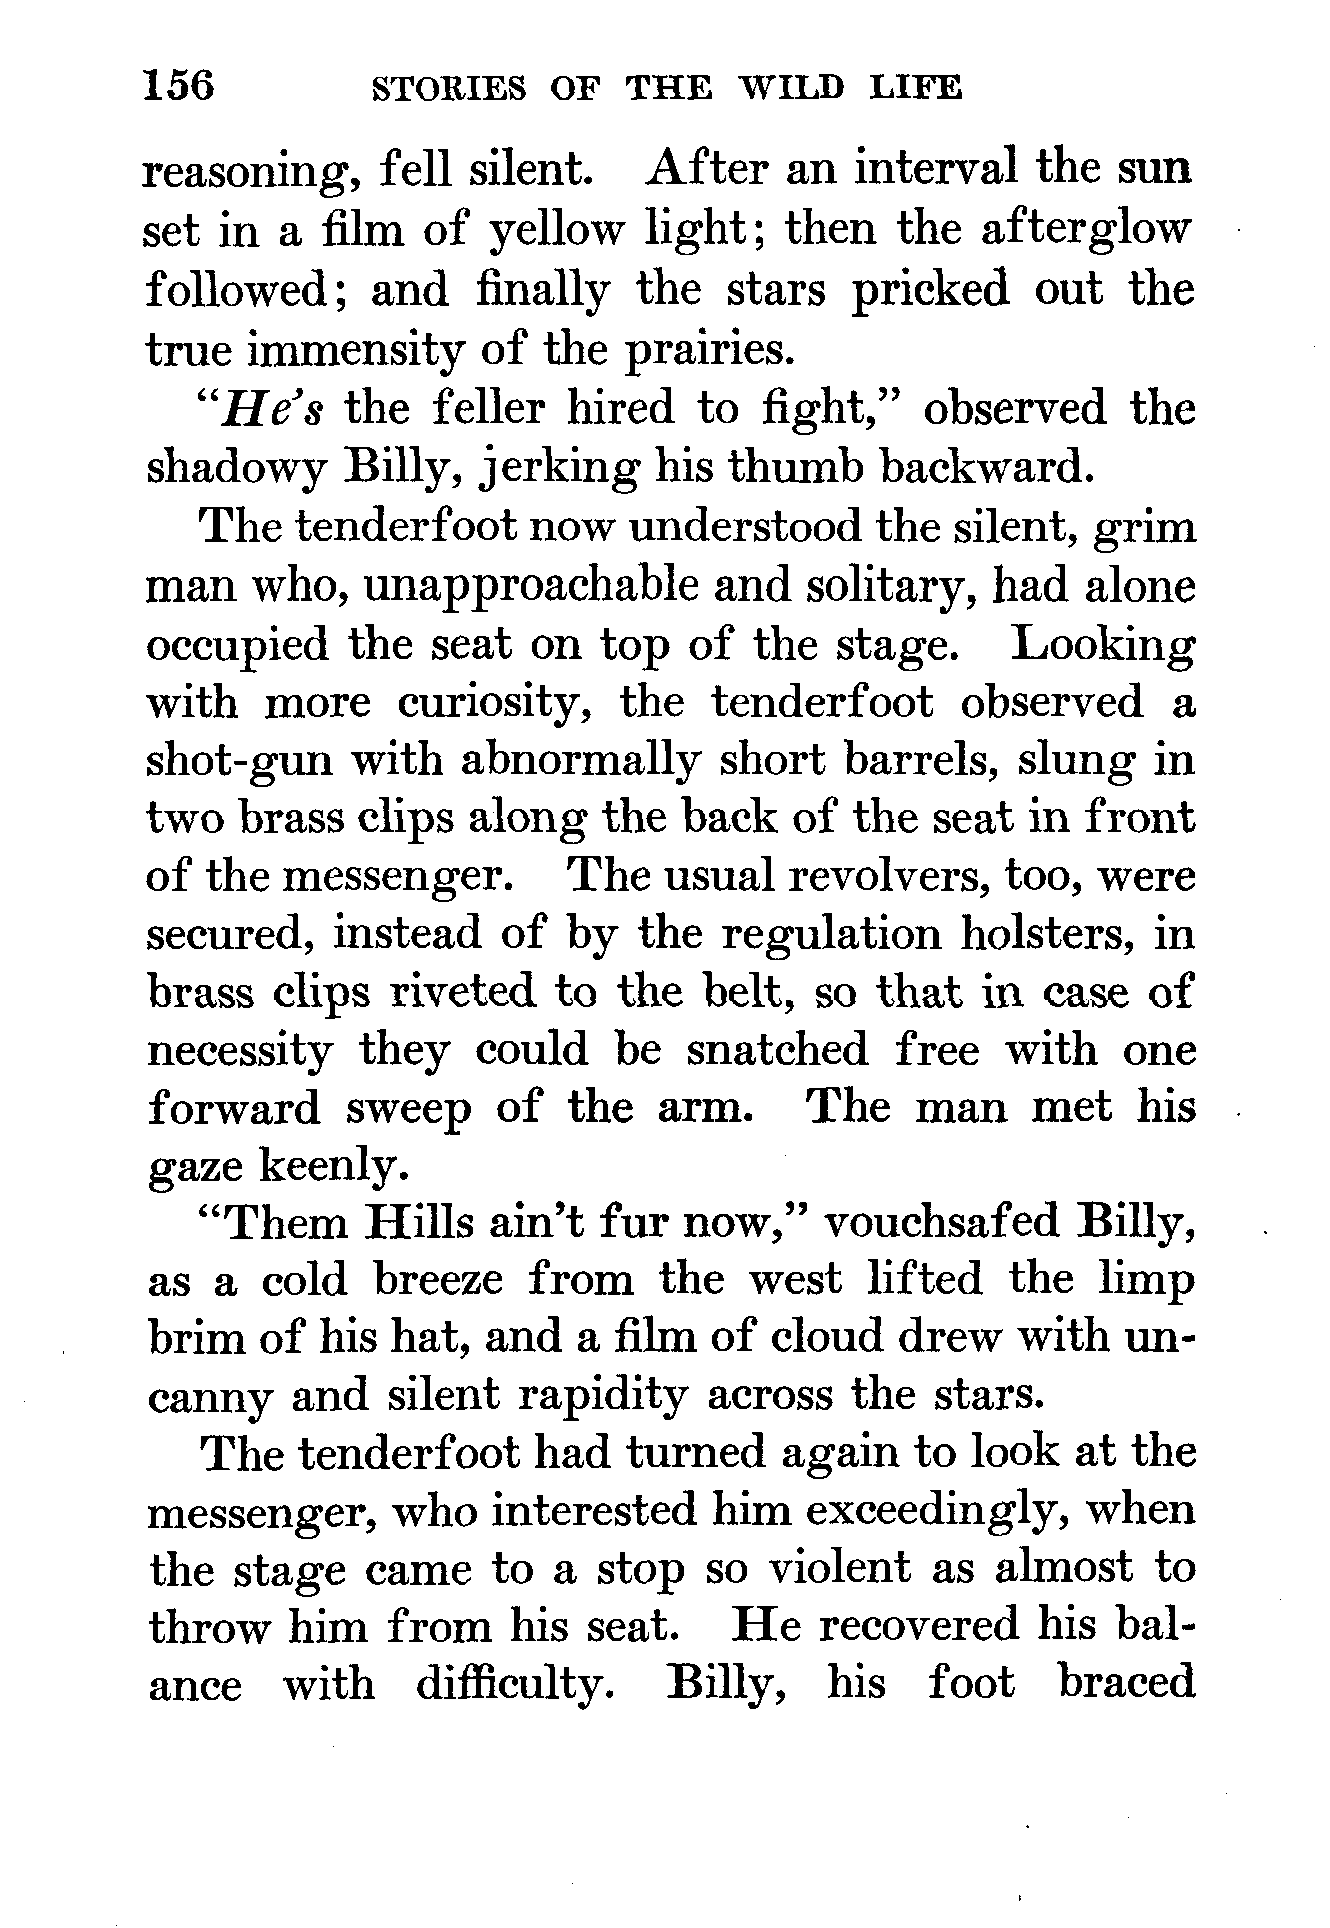 156 STORIES OF THE WILD LIFE
reasoning, fell silent. After an interval the sun
set in a film of yellow light; then the afterglow
followed; and finally the stars pricked out the
true immensity of the prairies.
“He’s the feller hired to fight,” observed the
shadowy Billy, jerking his thumb backward.
The tenderfoot now understood the silent, grim
man who, unapproachable and solitary, had alone
occupied the seat on top of the stage. Looking
with more curiosity, the tenderfoot observed a
shot-gun with abnormally short barrels, slung in
two brass clips along the back of the seat in front
of the messenger. The usual revolvers, too, were
secured, instead of by the regulation holsters, in
brass clips riveted to the belt, so that in case of
necessity they could be snatched free with one
forward sweep of the arm. The man met his
gaze keenly.
“Them Hills ain’t fur now,” vouchsafed Billy,
as a cold breeze from the west lifted the limp
brim of his hat, and a film of cloud drew with un-
canny and silent rapidity across the stars.
The tenderfoot had turned again to look at the
messenger, who interested him exceedingly, when
the stage came to a stop so violent as almost to
throw him from his seat. He recovered his bal-
ance with difficulty. Billy, his foot braced